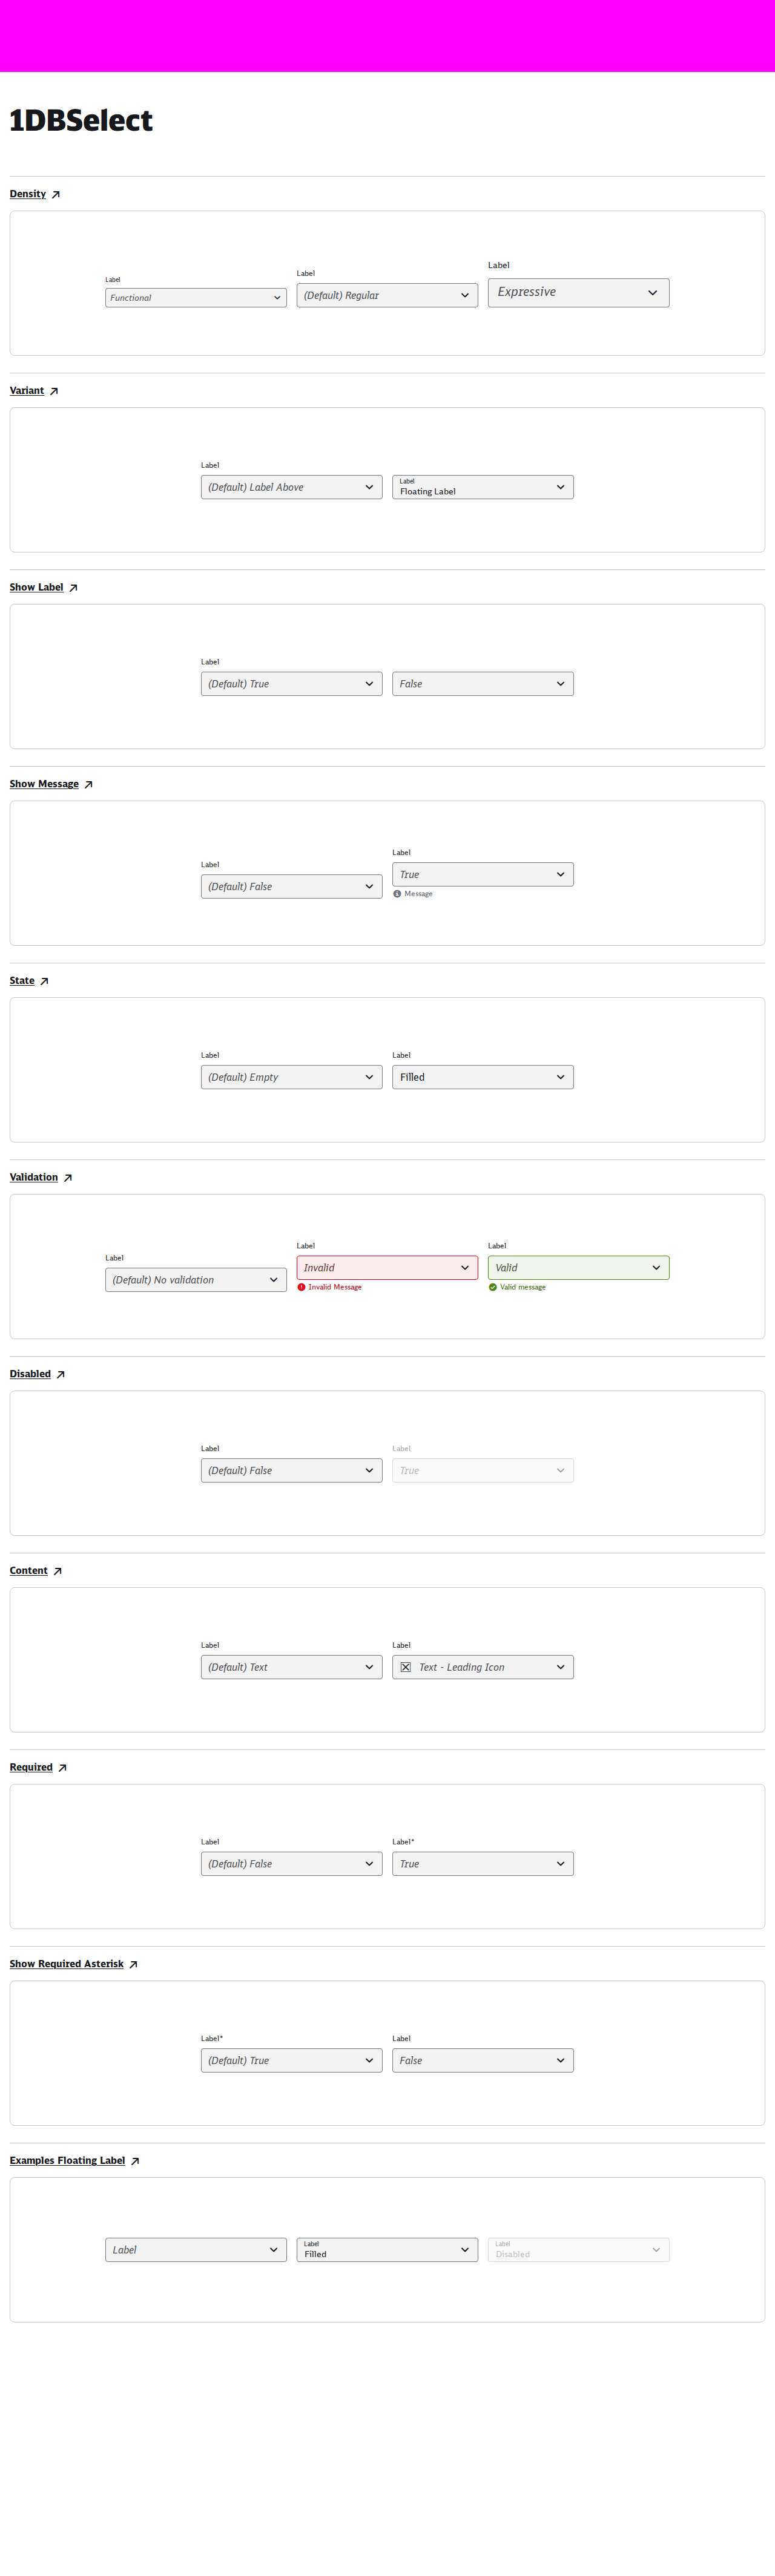 1DBSelect
Density
Label
Label
Label
Functional
(Default) Regular
Expressive
Variant
Label
(Default) Label Above
Label
Floating Label
Show Label
Label
(Default) True
False
Show Message
Label
Label
(Default) False
True
Message
State
Label
Label
(Default) Empty
Filled
Validation
Label
Label
Label
(Default) No validation
Invalid
Valid
Invalid Message
Valid message
Disabled
Label
Label
(Default) False
True
Content
Label
Label
(Default) Text
Text - Leading Icon
Required
Label
Label*
(Default) False
True
Show Required Asterisk
Label*
Label
(Default) True
False
Examples Floating Label
Label
Label
Filled
Label
Disabled